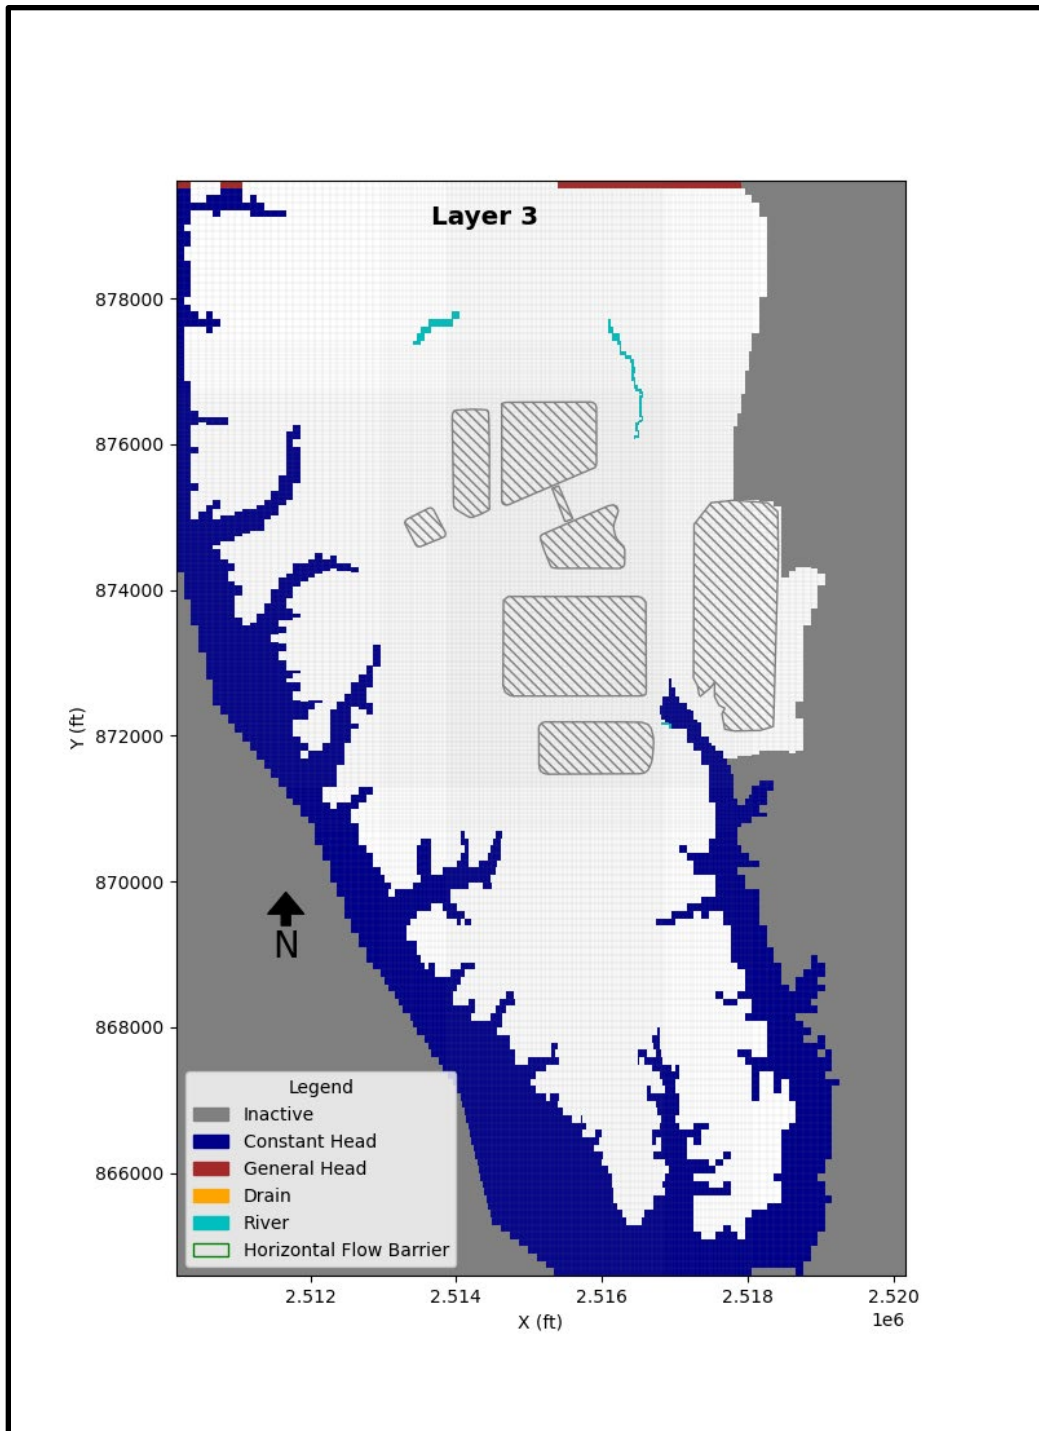 Layer 3
878000
876000
874000
872000
870000
868000
866000
Y (ft)
N
Legend
Inactive
Constant Head
General Head
Drain
River
Horizontal Flow Barrier
2.512
2.514
2.516
2.518
2.520
1e6
X (ft)